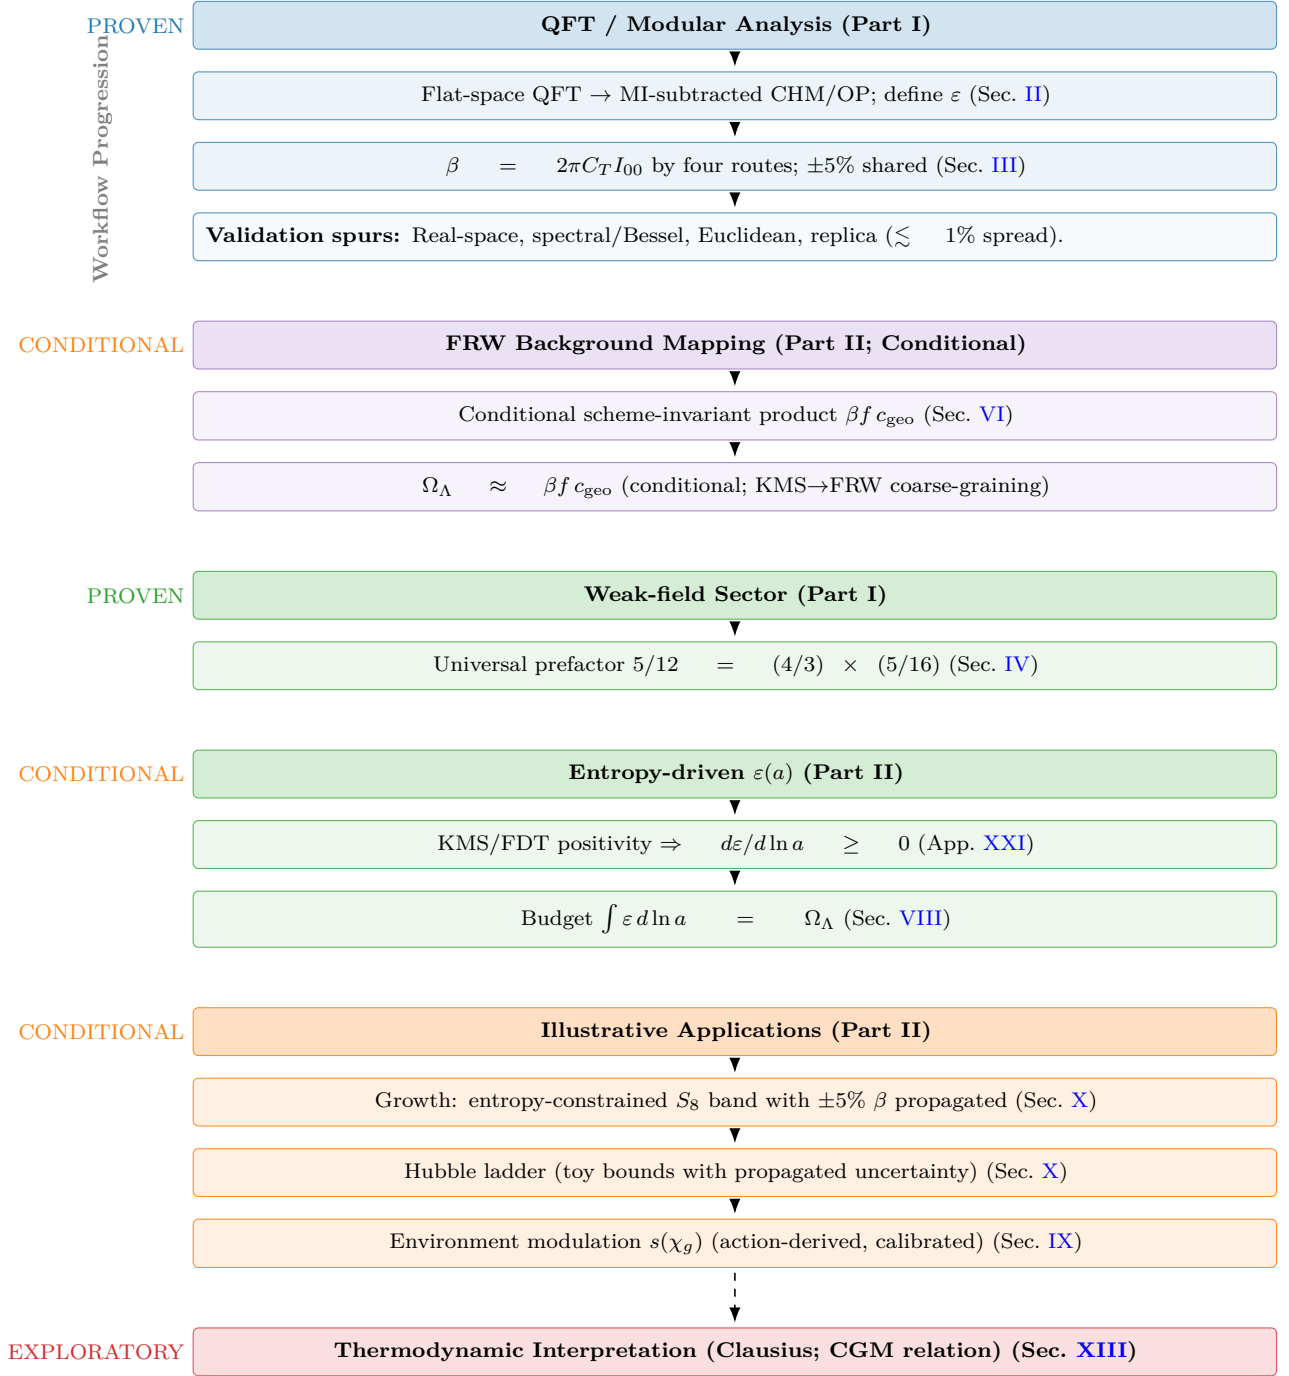 PROVEN
QFT / Modular Analysis (Part I)
Workflow Progression
Flat-space QFT → MI-subtracted CHM/OP; define ε (Sec. II)
β = 2πC_T I_00 by four routes; ±5% shared (Sec. III)
Validation spurs: Real-space, spectral/Bessel, Euclidean, replica (≲ 1% spread).
CONDITIONAL
FRW Background Mapping (Part II; Conditional)
Conditional scheme-invariant product βf c_geo (Sec. VI)
Ω_Λ ≈ βf c_geo (conditional; KMS→FRW coarse-graining)
PROVEN
Weak-field Sector (Part I)
Universal prefactor 5/12 = (4/3) × (5/16) (Sec. IV)
CONDITIONAL
Entropy-driven ε(a) (Part II)
KMS/FDT positivity ⇒ dε/d ln a ≥ 0 (App. XXI)
Budget ∫ ε d ln a = Ω_Λ (Sec. VIII)
CONDITIONAL
Illustrative Applications (Part II)
Growth: entropy-constrained S_8 band with ±5% β propagated (Sec. X)
Hubble ladder (toy bounds with propagated uncertainty) (Sec. X)
Environment modulation s(χ_g) (action-derived, calibrated) (Sec. IX)
EXPLORATORY
Thermodynamic Interpretation (Clausius; CGM relation) (Sec. XIII)